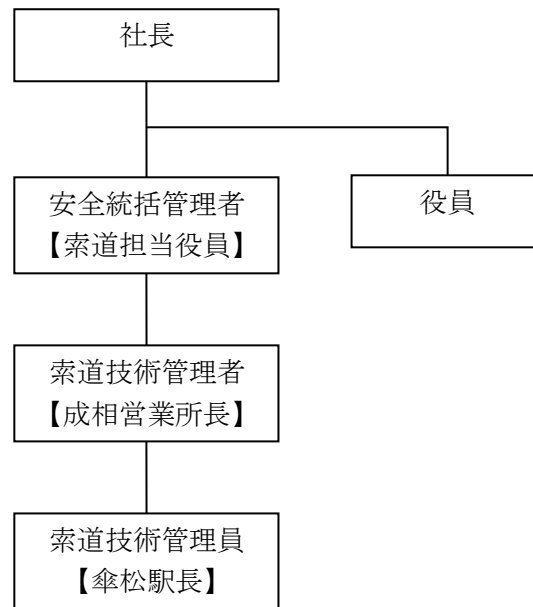 社長
安全統括管理者
【索道担当役員】
役員
索道技術管理者
【成相営業所長】
索道技術管理員
【傘松駅長】